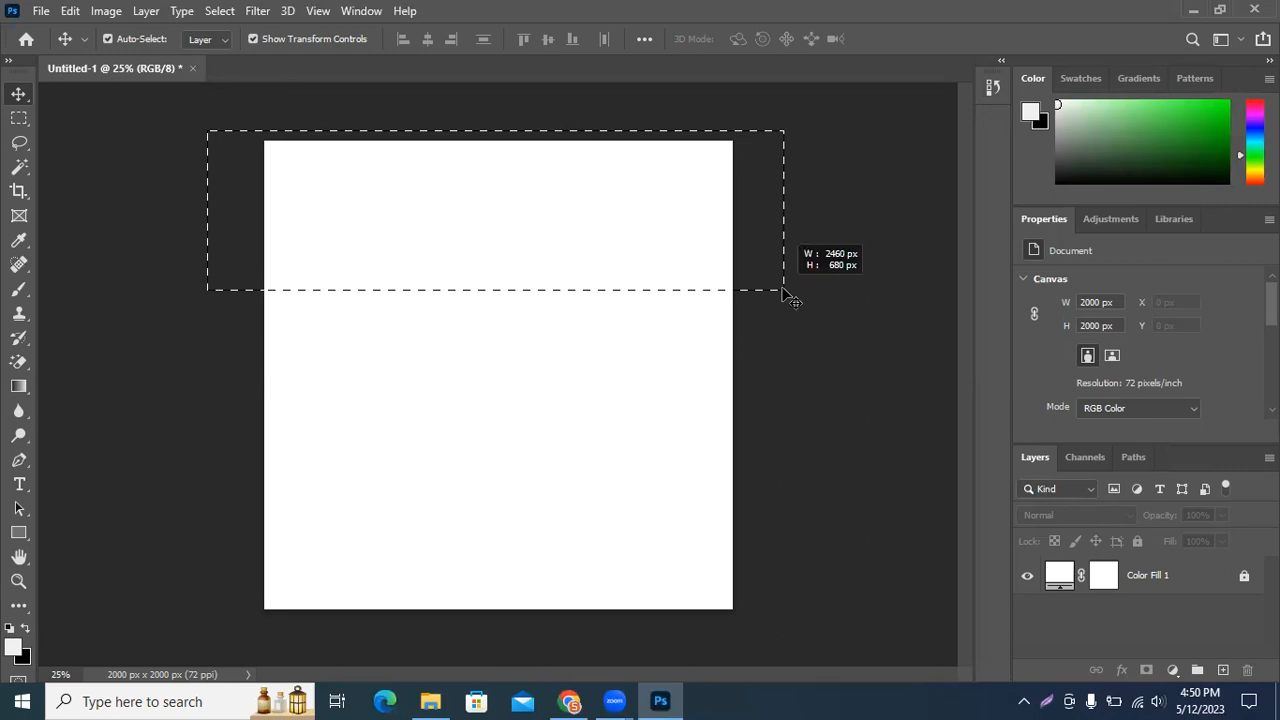 Ps File Edit Image Layer Type Select Filter 3D View Window Help
Auto-Select: Layer Show Transform Controls ••• 3D Mode:
Untitled-1 @ 25% (RGB/8) * ×
Color Swatches Gradients Patterns
Properties Adjustments Libraries
Document
Canvas
W 2000 px X 0 px
H 2000 px Y 0 px
Resolution: 72 pixels/inch
Mode RGB Color
W : 2460 px
H : 680 px
Layers Channels Paths
Kind
Normal Opacity: 100%
Lock: Fill: 100%
Color Fill 1
25% 2000 px x 2000 px (72 ppi)
Type here to search
Ps
4:50 PM
5/12/2023